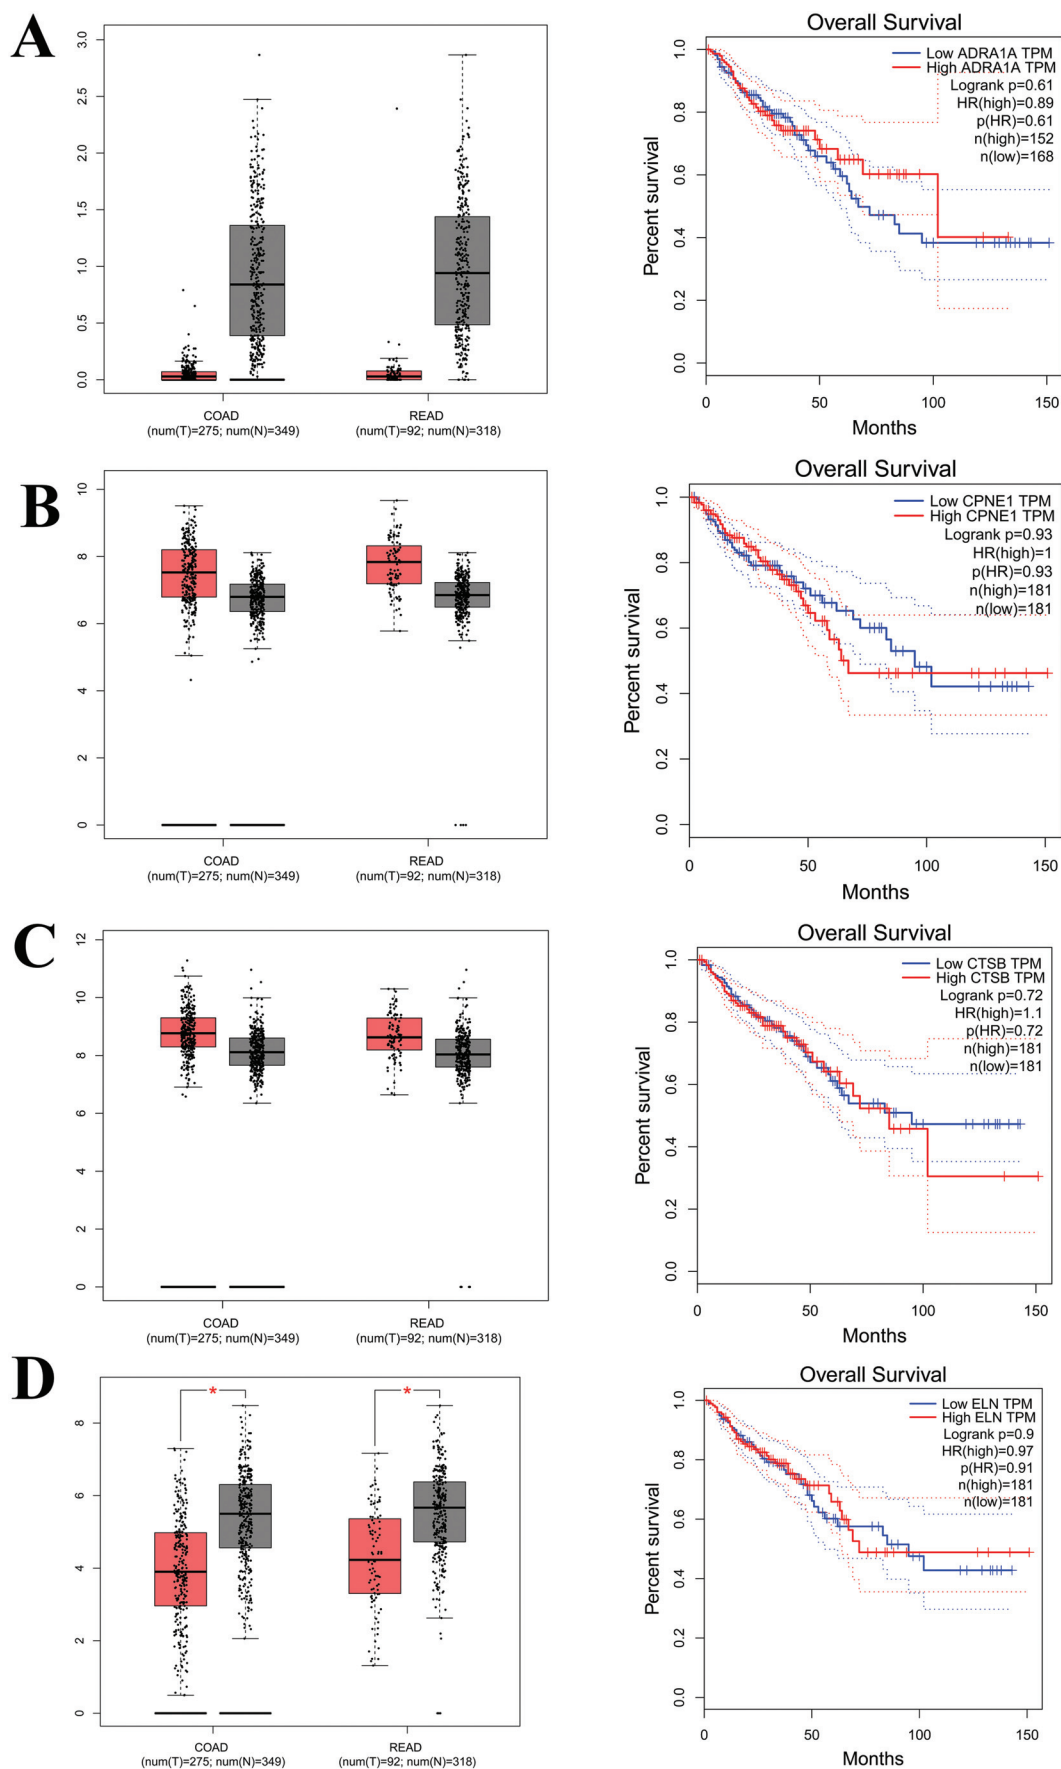 A
3.0
2.5
2.0
1.5
1.0
0.5
0.0
COAD
(num(T)=275; num(N)=349)
READ
(num(T)=92; num(N)=318)
Overall Survival
Low ADRA1A TPM
High ADRA1A TPM
Logrank p=0.61
HR(high)=0.89
p(HR)=0.61
n(high)=152
n(low)=168
Percent survival
1.0
0.8
0.6
0.4
0.2
0.0
0 50 100 150
Months
B
10
8
6
4
2
0
COAD
(num(T)=275; num(N)=349)
READ
(num(T)=92; num(N)=318)
Overall Survival
Low CPNE1 TPM
High CPNE1 TPM
Logrank p=0.93
HR(high)=1
p(HR)=0.93
n(high)=181
n(low)=181
Percent survival
1.0
0.8
0.6
0.4
0.2
0.0
0 50 100 150
Months
C
12
10
8
6
4
2
0
COAD
(num(T)=275; num(N)=349)
READ
(num(T)=92; num(N)=318)
Overall Survival
Low CTSB TPM
High CTSB TPM
Logrank p=0.72
HR(high)=1.1
p(HR)=0.72
n(high)=181
n(low)=181
Percent survival
1.0
0.8
0.6
0.4
0.2
0.0
0 50 100 150
Months
D
8
6
4
2
0
* *
COAD
(num(T)=275; num(N)=349)
READ
(num(T)=92; num(N)=318)
Overall Survival
Low ELN TPM
High ELN TPM
Logrank p=0.9
HR(high)=0.97
p(HR)=0.91
n(high)=181
n(low)=181
Percent survival
1.0
0.8
0.6
0.4
0.2
0.0
0 50 100 150
Months